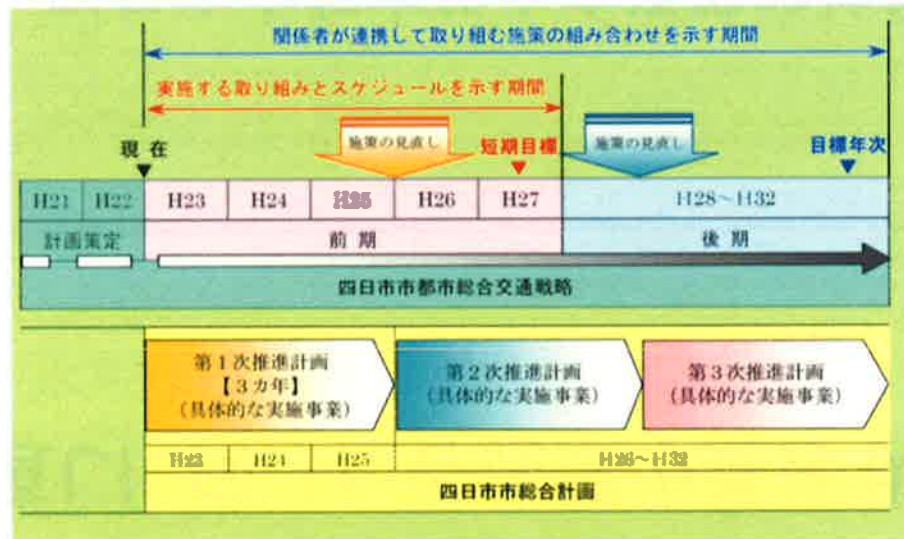 関係者が連携して取り組む施策の組み合わせを示す期間
実施する取り組みとスケジュールを示す期間
現在
施策の見直し
短期目標
施策の見直し
目標年次
H21 H22 H23 H24 H25 H26 H27 H28～H32
計画策定 前期 後期
四日市市都市総合交通戦略
第1次推進計画
【3カ年】
(具体的な実施事業)
第2次推進計画
(具体的な実施事業)
第3次推進計画
(具体的な実施事業)
H23 H24 H25 H26～H32
四日市市総合計画